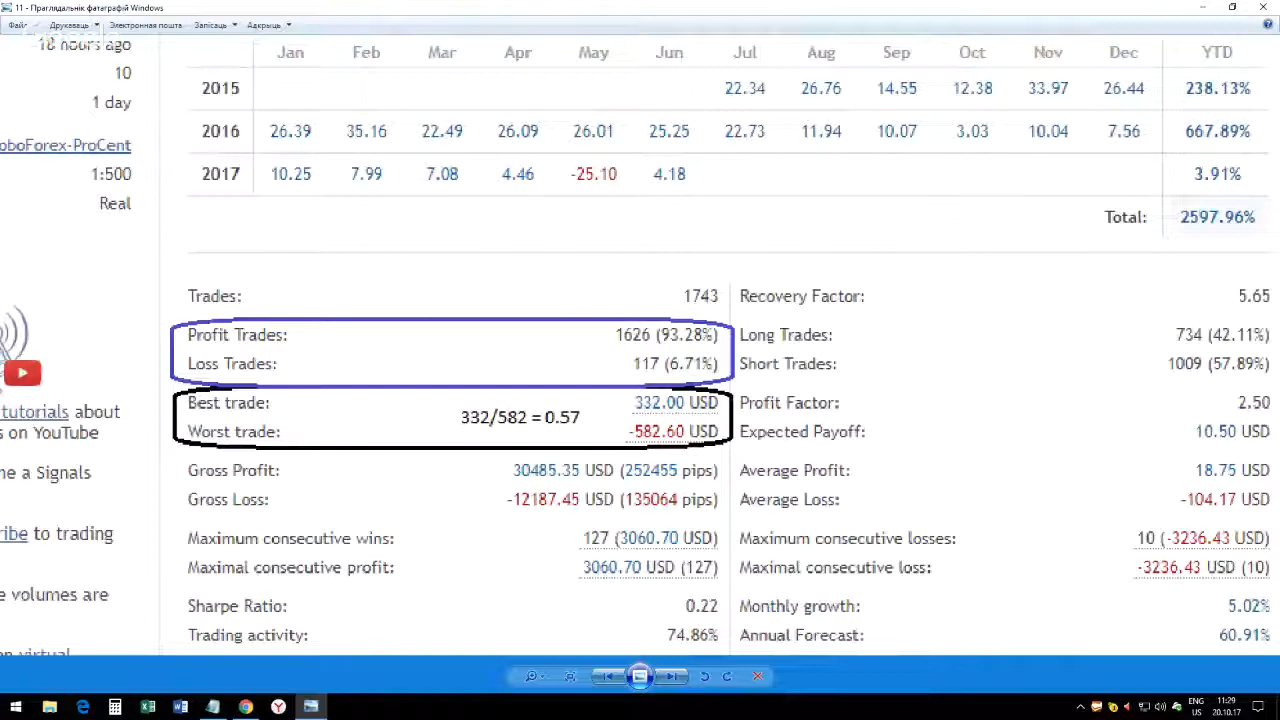 11 - Праглядальнік фатаграфій Windows
Файл Друкаваць Электронная пошта Запісаць Адкрыць
18 hours ago
10
1 day
oboForex-ProCent
1:500
Real
tutorials about
s on YouTube
e a Signals
ribe to trading
e volumes are
on virtual
Jan Feb Mar Apr May Jun Jul Aug Sep Oct Nov Dec YTD
2015 22.34 26.76 14.55 12.38 33.97 26.44 238.13%
2016 26.39 35.16 22.49 26.09 26.01 25.25 22.73 11.94 10.07 3.03 10.04 7.56 667.89%
2017 10.25 7.99 7.08 4.46 -25.10 4.18 3.91%
Total: 2597.96%
Trades: 1743
Profit Trades: 1626 (93.28%)
Loss Trades: 117 (6.71%)
Best trade: 332.00 USD
332/582 = 0.57
Worst trade: -582.60 USD
Gross Profit: 30485.35 USD (252455 pips)
Gross Loss: -12187.45 USD (135064 pips)
Maximum consecutive wins: 127 (3060.70 USD)
Maximal consecutive profit: 3060.70 USD (127)
Sharpe Ratio: 0.22
Trading activity: 74.86%
Recovery Factor: 5.65
Long Trades: 734 (42.11%)
Short Trades: 1009 (57.89%)
Profit Factor: 2.50
Expected Payoff: 10.50 USD
Average Profit: 18.75 USD
Average Loss: -104.17 USD
Maximum consecutive losses: 10 (-3236.43 USD)
Maximal consecutive loss: -3236.43 USD (10)
Monthly growth: 5.02%
Annual Forecast: 60.91%
ENG 11:29
US 20.10.17